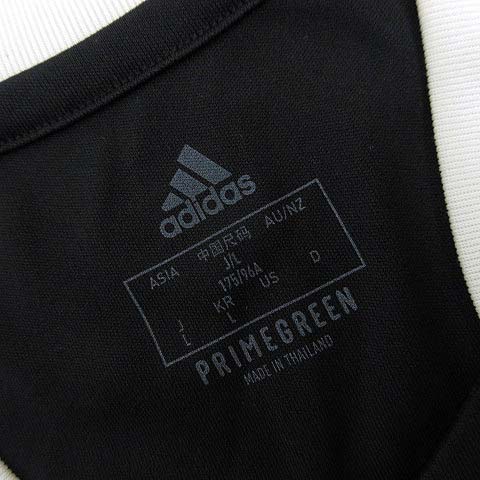 adidas
ASIA 中国尺码 AU/NZ
J/L
175/96A
J KR US D
L L
PRIMEGREEN
MADE IN THAILAND